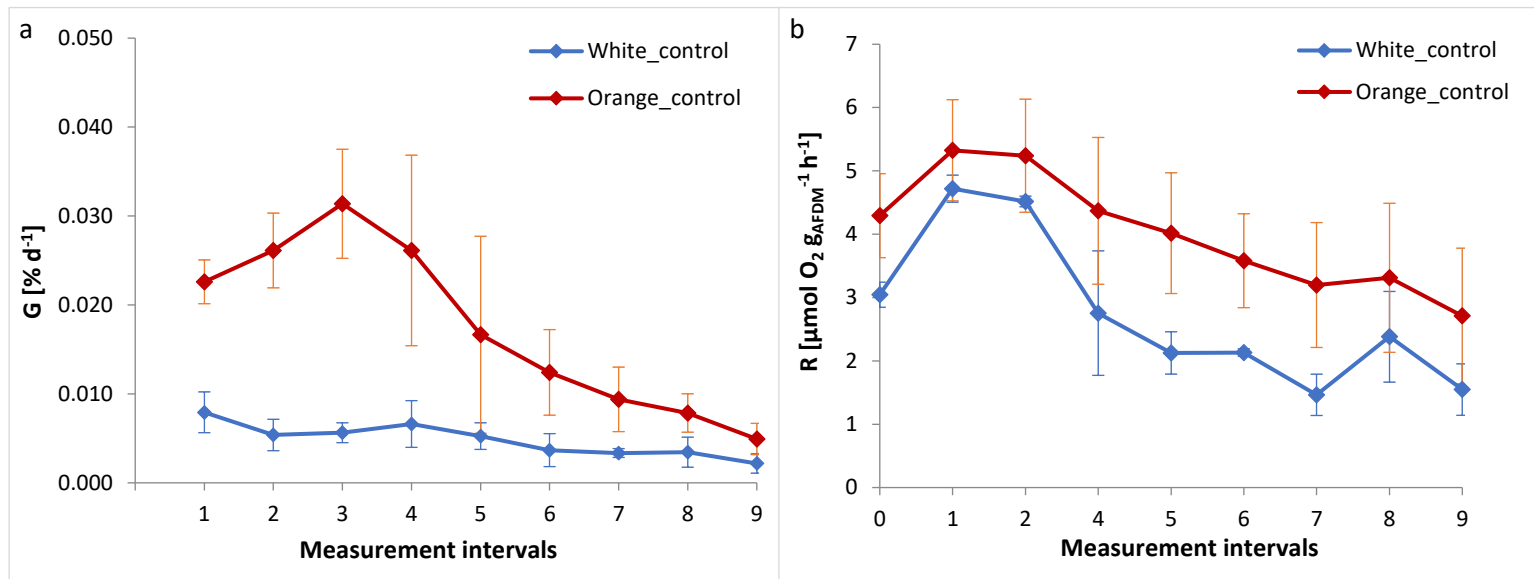 a
0.050
0.040
0.030
0.020
0.010
0.000
G [% d⁻¹]
White_control
Orange_control
1 2 3 4 5 6 7 8 9
Measurement intervals
b
7
6
5
4
3
2
1
0
R [µmol O₂ g_AFDM⁻¹ h⁻¹]
White_control
Orange_control
0 1 2 4 5 6 7 8 9
Measurement intervals